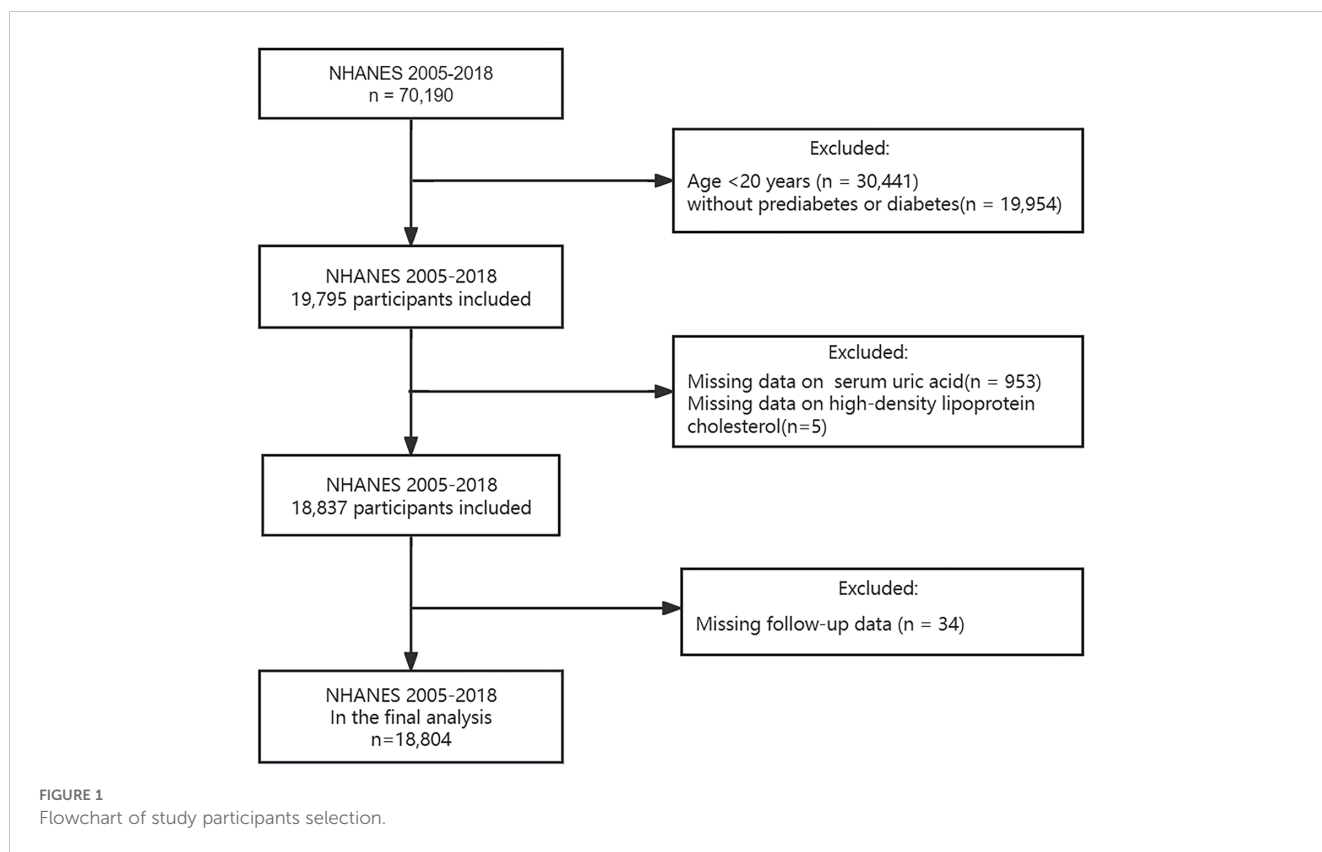 NHANES 2005-2018
n = 70,190
Excluded:
Age <20 years (n = 30,441)
without prediabetes or diabetes(n = 19,954)
NHANES 2005-2018
19,795 participants included
Excluded:
Missing data on  serum uric acid(n = 953)
Missing data on high-density lipoprotein
cholesterol(n=5)
NHANES 2005-2018
18,837 participants included
Excluded:
Missing follow-up data (n = 34)
NHANES 2005-2018
In the final analysis
n=18,804
FIGURE 1
Flowchart of study participants selection.